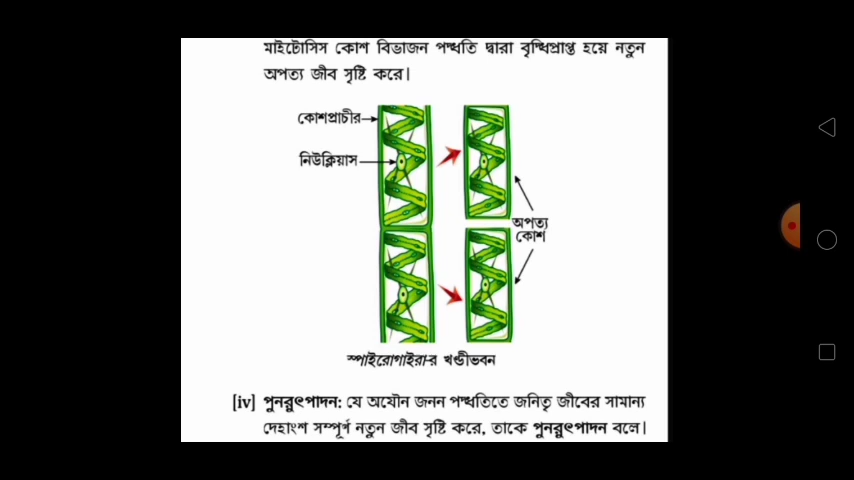 মাইটোসিস কোশ বিভাজন পদ্ধতি দ্বারা বৃদ্ধিপ্রাপ্ত হয়ে নতুন
অপত্য জীব সৃষ্টি করে।
কোশপ্রাচীর
নিউক্লিয়াস
অপত্য
কোশ
স্পাইরোগাইরা-র খণ্ডীভবন
[iv] পুনরুৎপাদন: যে অযৌন জনন পদ্ধতিতে জনিতৃ জীবের সামান্য
দেহাংশ সম্পূর্ণ নতুন জীব সৃষ্টি করে, তাকে পুনরুৎপাদন বলে।